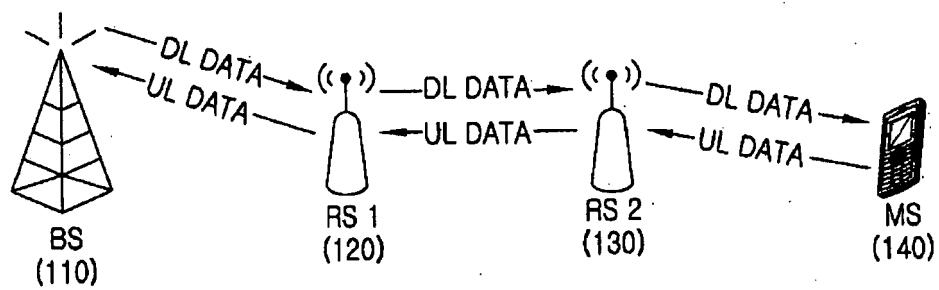 DL DATA
UL DATA
DL DATA
UL DATA
DL DATA
UL DATA
BS
(110)
RS 1
(120)
RS 2
(130)
MS
(140)